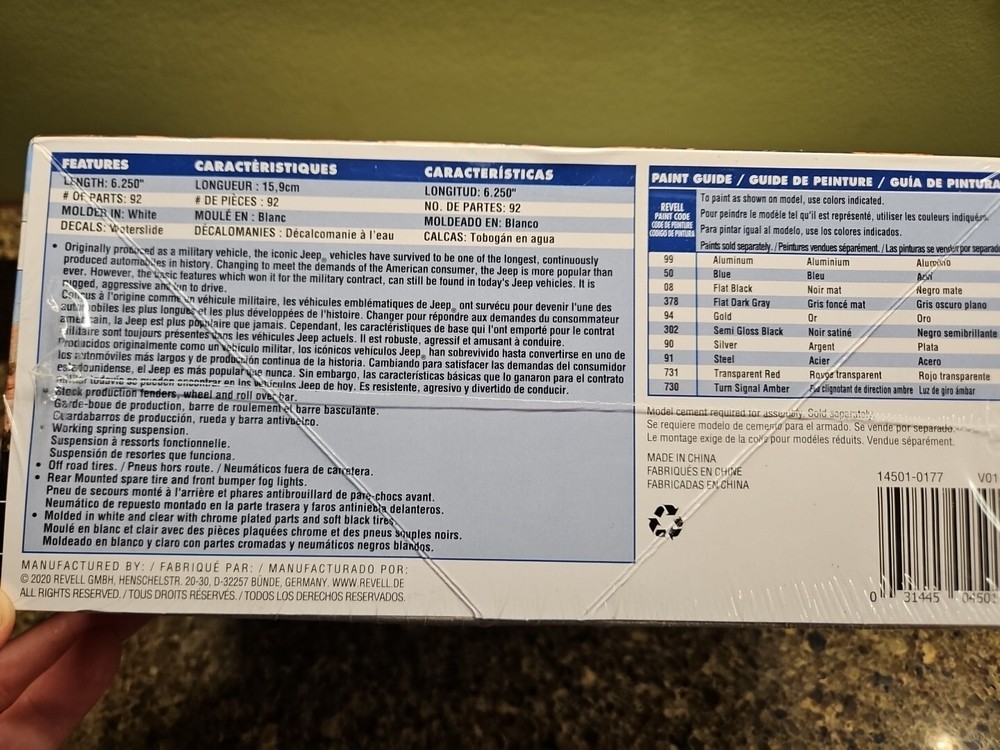 FEATURES CARACTÈRISTIQUES CARACTERÍSTICAS
LENGTH: 6.250" LONGUEUR : 15,9cm LONGITUD: 6.250"
# OF PARTS: 92 # DE PIÈCES : 92 NO. DE PARTES: 92
MOLDED IN: White MOULÉ EN : Blanc MOLDEADO EN: Blanco
DECALS: Waterslide DÉCALOMANIES : Décalcomanie à l'eau CALCAS: Tobogán en agua
• Originally produced as a military vehicle, the iconic Jeep® vehicles have survived to be one of the longest, continuously
produced automobiles in history. Changing to meet the demands of the American consumer, the Jeep is more popular than
ever. However, the basic features which won it for the military contract, can still be found in today's Jeep vehicles. It is
rugged, aggressive and fun to drive.
Conçus à l'origine comme un véhicule militaire, les véhicules emblématiques de Jeep® ont survécu pour devenir l'une des
automobiles les plus longues et les plus développées de l'histoire. Changer pour répondre aux demandes du consommateur
américain, la Jeep est plus populaire que jamais. Cependant, les caractéristiques de base qui l'ont emporté pour le contrat
militaire sont toujours présentes dans les véhicules Jeep actuels. Il est robuste, agressif et amusant à conduire.
Producidos originalmente como un vehículo militar, los icónicos vehículos Jeep® han sobrevivido hasta convertirse en uno de
los automóviles más largos y de producción continua de la historia. Cambiando para satisfacer las demandas del consumidor
estadounidense, el Jeep es más popular que nunca. Sin embargo, las características básicas que lo ganaron para el contrato
militar todavía se pueden encontrar en los vehículos Jeep de hoy. Es resistente, agresivo y divertido de conducir.
• Stock production fenders, wheel and roll over bar.
Garde-boue de production, barre de roulement et barre basculante.
Guardabarros de producción, rueda y barra antivuelco.
• Working spring suspension.
Suspension à ressorts fonctionnelle.
Suspensión de resortes que funciona.
• Off road tires. / Pneus hors route. / Neumáticos fuera de carretera.
• Rear Mounted spare tire and front bumper fog lights.
Pneu de secours monté à l'arrière et phares antibrouillard de pare-chocs avant.
Neumático de repuesto montado en la parte trasera y faros antiniebla delanteros.
• Molded in white and clear with chrome plated parts and soft black tires.
Moulé en blanc et clair avec des pièces plaquées chrome et des pneus souples noirs.
Moldeado en blanco y claro con partes cromadas y neumáticos negros blandos.
MANUFACTURED BY: / FABRIQUÉ PAR: / MANUFACTURADO POR:
© 2020 REVELL GMBH, HENSCHELSTR. 20-30, D-32257 BÜNDE, GERMANY. WWW.REVELL.DE
ALL RIGHTS RESERVED. / TOUS DROITS RÉSERVÉS. / TODOS LOS DERECHOS RESERVADOS.
PAINT GUIDE / GUIDE DE PEINTURE / GUÍA DE PINTURA
REVELL
PAINT CODE
CODE DE PEINTURE
CÓDIGO DE PINTURA
To paint as shown on model, use colors indicated.
Pour peindre le modèle tel qu'il est représenté, utiliser les couleurs indiquées.
Para pintar igual al modelo, use los colores indicados.
Paints sold separately. / Peintures vendues séparément. / Las pinturas se venden por separado
99 Aluminum Aluminium Aluminio
50 Blue Bleu Azul
08 Flat Black Noir mat Negro mate
378 Flat Dark Gray Gris foncé mat Gris oscuro plano
94 Gold Or Oro
302 Semi Gloss Black Noir satiné Negro semibrillante
90 Silver Argent Plata
91 Steel Acier Acero
731 Transparent Red Rouge transparent Rojo transparente
730 Turn Signal Amber Feu clignotant de direction ambre Luz de giro ámbar
Model cement required for assembly. Sold separately.
Se requiere modelo de cemento para el armado. Se vende por separado.
Le montage exige de la colle pour modèles réduits. Vendue séparément.
MADE IN CHINA
FABRIQUÉS EN CHINE
FABRICADAS EN CHINA
14501-0177 V01
0 31445 04501